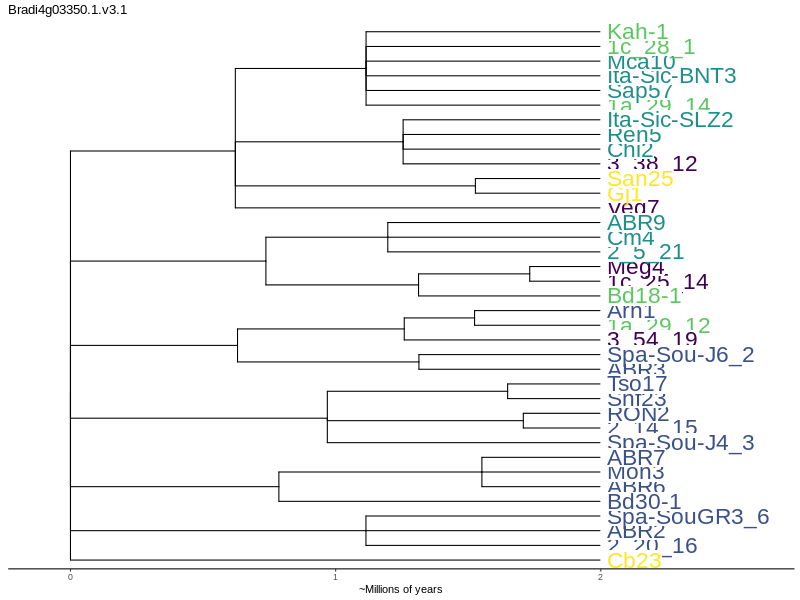 Bradi4g03350.1.v3.1
Kah-1
1c_28_1
Mca10
Ita-Sic-BNT3
Sap57
1a_29_14
Ita-Sic-SLZ2
Ren5
Chi2
3_38_12
San25
Gi1
Veg7
ABR9
Cm4
2_5_21
Meg4
1c_25_14
Bd18-1
Arn1
1a_29_12
3_54_19
Spa-Sou-J6_2
ABR3
Tso17
RON2
2_14_15
Spa-Sou-J4_3
ABR7
Mon3
ABR6
Bd30-1
Spa-SouGR3_6
ABR2
2_20_16
Cb23
0
1
2
~Millions of years